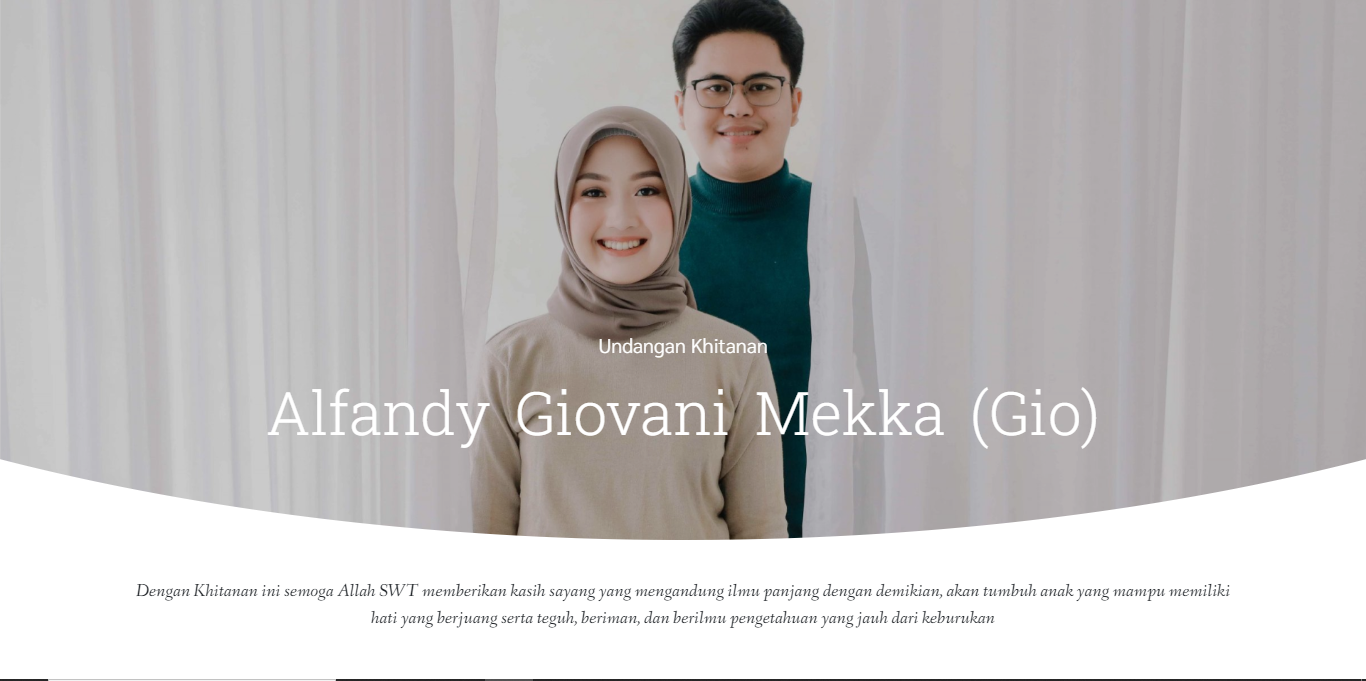 Undangan Khitanan
Alfandy Giovani Mekka (Gio)
Dengan Khitanan ini semoga Allah SWT memberikan kasih sayang yang mengandung ilmu panjang dengan demikian, akan tumbuh anak yang mampu memiliki
hati yang berjuang serta teguh, beriman, dan berilmu pengetahuan yang jauh dari keburukan